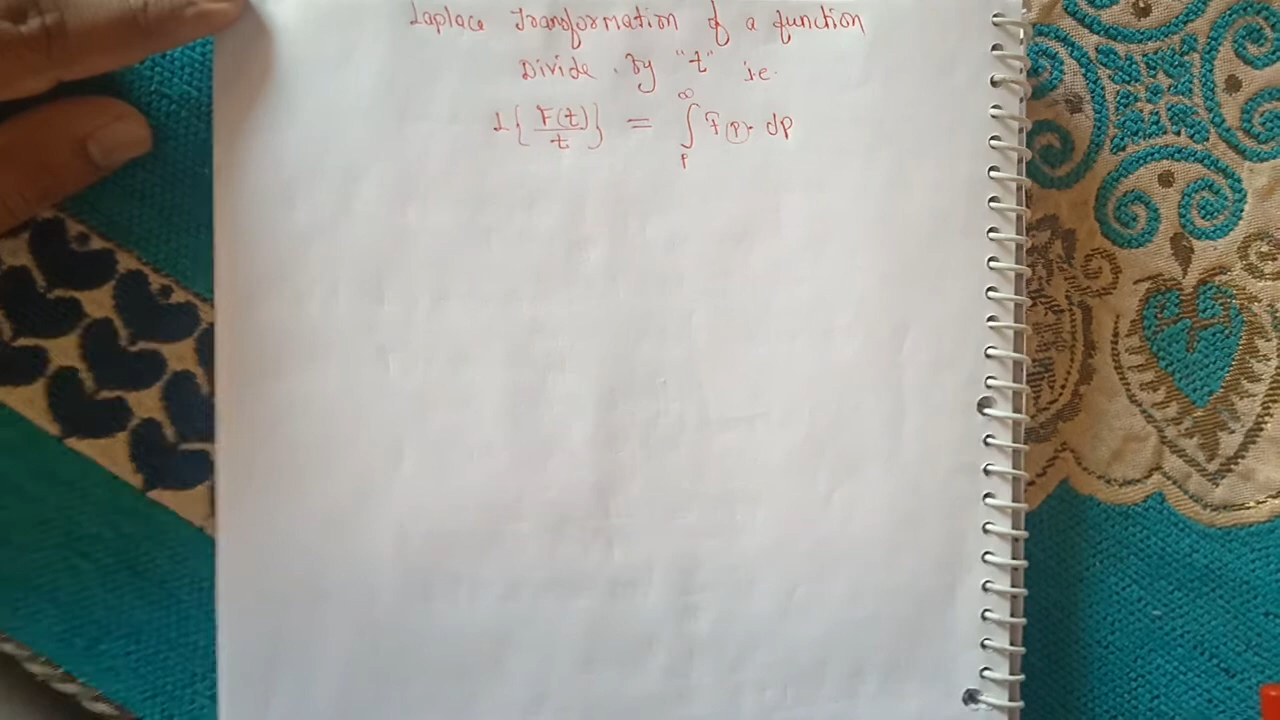 Laplace Transformation of a function
Divide by "t" i.e.
L{F(t)/t} = ∫_p^∞ F(p). dp